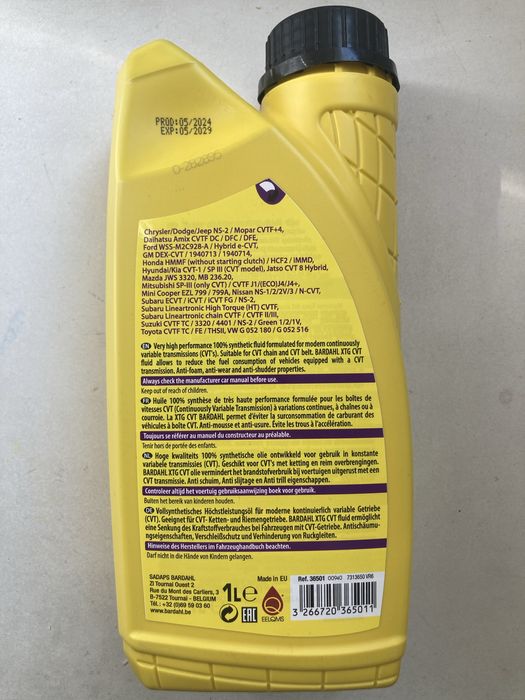 PROD:05/2024
EXP:05/2029
Chrysler/Dodge/Jeep NS-2 / Mopar CVTF+4,
Daihatsu Amix CVTF DC / DFC / DFE,
Ford WSS-M2C928-A / Hybrid e-CVT,
GM DEX-CVT / 1940713 / 1940714,
Honda HMMF (without starting clutch) / HCF2 / iMMD,
Hyundai/Kia CVT-1 / SP III (CVT model), Jatso CVT 8 Hybrid,
Mazda JWS 3320, MB 236.20,
Mitsubishi SP-III (only CVT) / CVTF J1/(ECO)J4/J4+,
Mini Cooper EZL 799 / 799A, Nissan NS-1/2V/3 / N-CVT,
Subaru ECVT / iCVT / iCVT FG / NS-2,
Subaru Lineartronic High Torque (HT) CVTF,
Subaru Lineartronic chain CVTF / CVTF II/III,
Suzuki CVTF TC / 3320 / 4401 / NS-2 / Green 1/2/1V,
Toyota CVTF TC / FE / THSII, VW G 052 180 / G 052 516
EN Very high performance 100% synthetic fluid formulated for modern continuously
variable transmissions (CVT's). Suitable for CVT chain and CVT belt. BARDAHL XTG CVT
fluid allows to reduce the fuel consumption of vehicles equipped with a CVT
transmission. Anti-foam, anti-wear and anti-shudder properties.
Always check the manufacturer car manual before use.
Keep out of reach of children.
FR Huile 100% synthèse de très haute performance formulée pour les boîtes de
vitesses CVT (Continuously Variable Transmission) à variations continues, à chaînes ou à
courroie. La XTG CVT BARDAHL permet d'éviter la surconsommation de carburant des
véhicules à boîte CVT. Anti-mousse et anti-usure. Évite les trous à l'accélération.
Toujours se référer au manuel du constructeur au préalable.
Tenir hors de portée des enfants.
NL Hoge kwaliteits 100% synthetische olie ontwikkeld voor gebruik in konstante
variabele transmissies (CVT). Geschikt voor CVT's met ketting en reim overbrengingen.
BARDAHL XTG CVT olie vermindert het brandstofverbruik bij voertuigen uitgerust met een
CVT transmissie. Anti schuim, Anti slijtage en Anti trill eigenschappen.
Controleer altijd het voertuig gebruiksaanwijzing boek voor gebruik.
Buiten het bereik van kinderen houden.
DE Vollsynthetisches Höchstleistungsöl für moderne kontinuierlich variable Getriebe
(CVT). Geeignet für CVT- Ketten- und Riemengetriebe. BARDAHL XTG CVT fluid ermöglicht
eine Senkung des Kraftstoffverbrauches bei Fahrzeugen mit CVT-Getriebe. Antischäumu-
ngseigenschaften, Verschleißschutz und Verhinderung von Ruckgleiten.
Hinweise des Herstellers im Fahrzeughandbuch beachten.
Darf nicht in die Hände von Kindern gelangen.
SADAPS BARDAHL
ZI Tournai Ouest 2
Rue du Mont des Carliers, 3
B-7522 Tournai – BELGIUM
Tél.: +32 (0)69 59 03 60
www.bardahl.be
Made in EU
1L e
EAC
EELQMS
Ref. 36501 00940 7313650 VR6
3 266720 365011